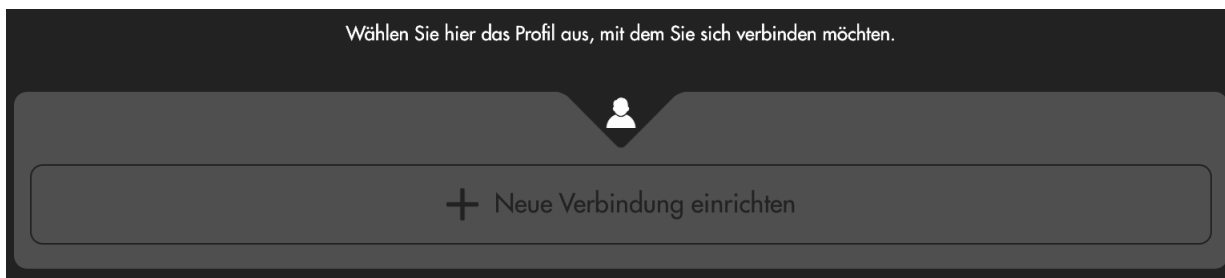 Wählen Sie hier das Profil aus, mit dem Sie sich verbinden möchten.
Neue Verbindung einrichten